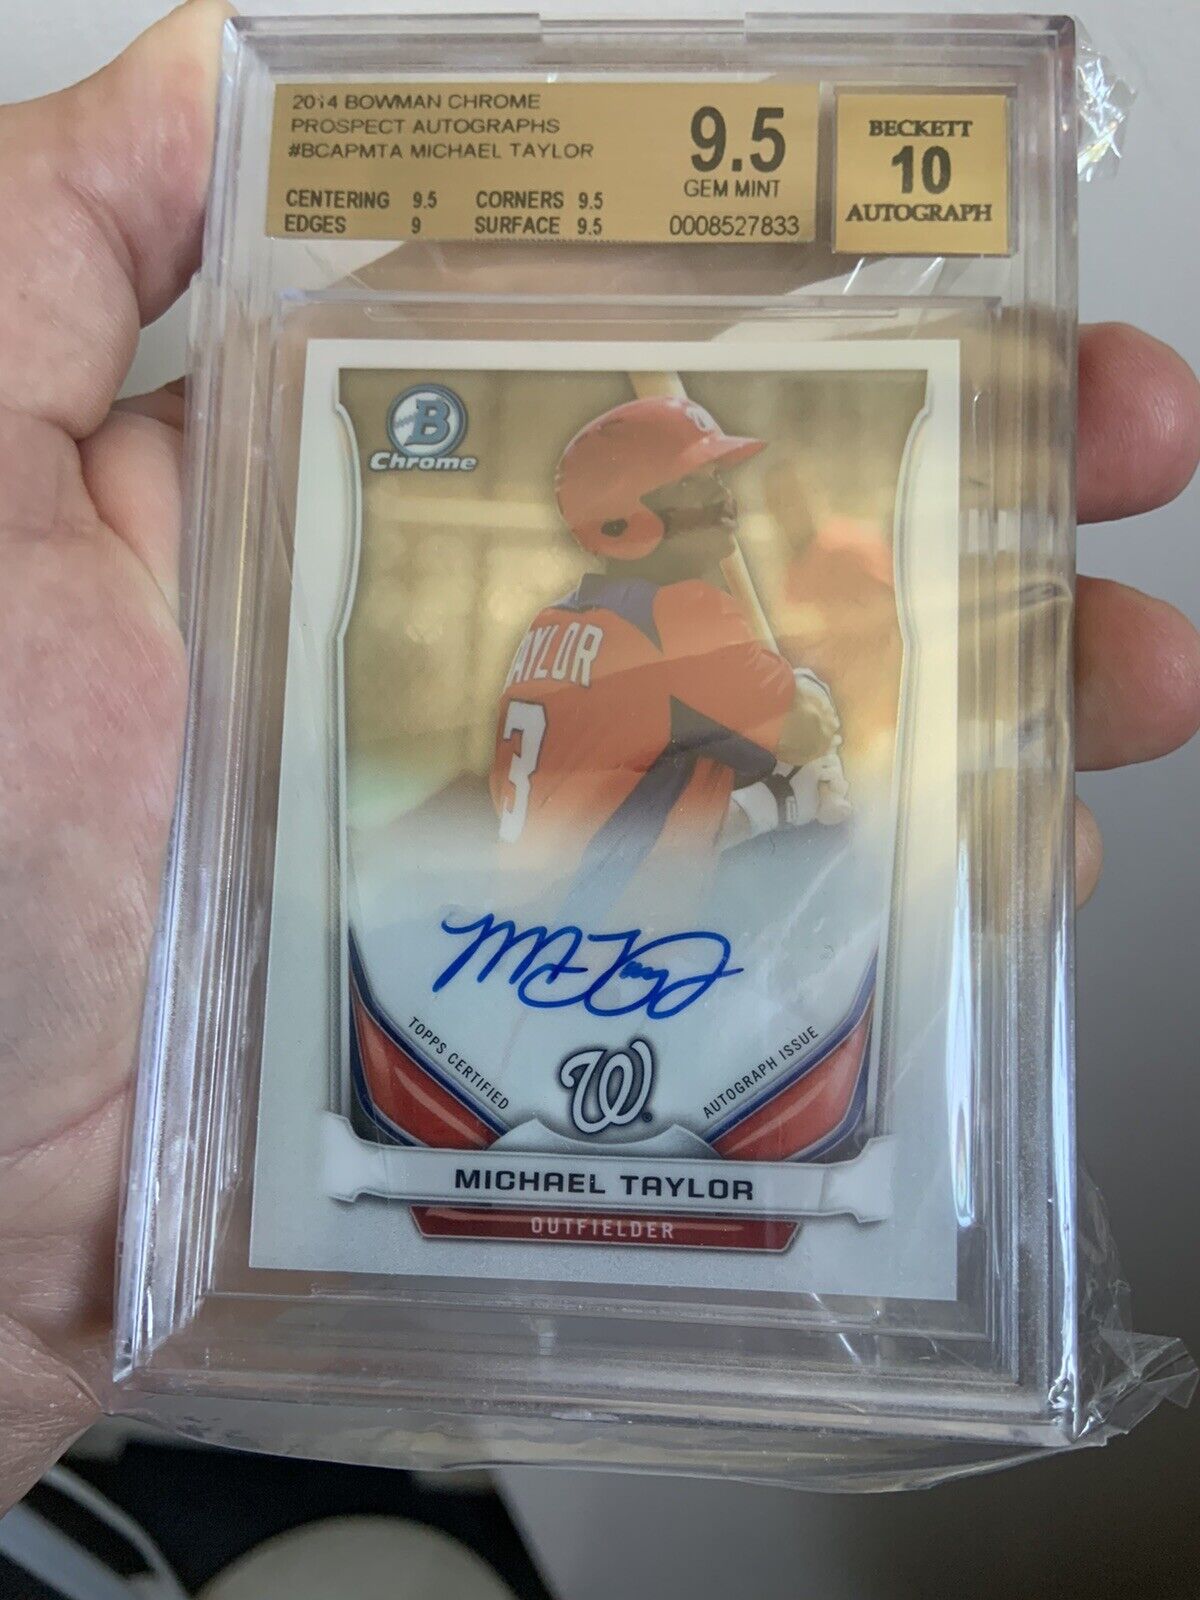 2014 BOWMAN CHROME
PROSPECT AUTOGRAPHS
#BCAPMTA MICHAEL TAYLOR
CENTERING 9.5 CORNERS 9.5
EDGES 9 SURFACE 9.5
9.5
GEM MINT
0008527833
BECKETT
10
AUTOGRAPH
B
Chrome
W
AYLOR
3
TOPPS CERTIFIED
AUTOGRAPH ISSUE
W
MICHAEL TAYLOR
OUTFIELDER